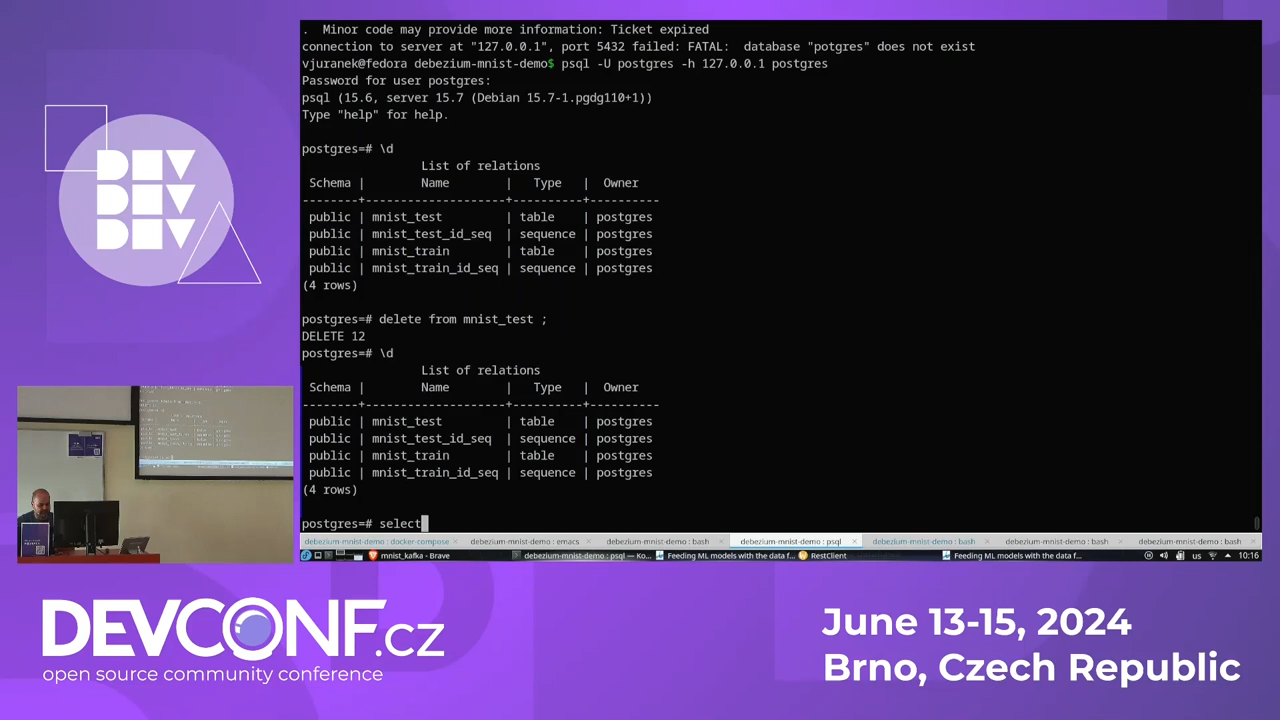 .  Minor code may provide more information: Ticket expired
connection to server at "127.0.0.1", port 5432 failed: FATAL:  database "potgres" does not exist
vjuranek@fedora debezium-mnist-demo$ psql -U postgres -h 127.0.0.1 postgres
Password for user postgres:
psql (15.6, server 15.7 (Debian 15.7-1.pgdg110+1))
Type "help" for help.
postgres=# \d
List of relations
Schema |        Name        |   Type   |  Owner
--------+--------------------+----------+----------
public | mnist_test         | table    | postgres
public | mnist_test_id_seq  | sequence | postgres
public | mnist_train        | table    | postgres
public | mnist_train_id_seq | sequence | postgres
(4 rows)
postgres=# delete from mnist_test ;
DELETE 12
postgres=# \d
List of relations
Schema |        Name        |   Type   |  Owner
--------+--------------------+----------+----------
public | mnist_test         | table    | postgres
public | mnist_test_id_seq  | sequence | postgres
public | mnist_train        | table    | postgres
public | mnist_train_id_seq | sequence | postgres
(4 rows)
postgres=# select
debezium-mnist-demo : docker-compose
debezium-mnist-demo : emacs
debezium-mnist-demo : bash
debezium-mnist-demo : psql
debezium-mnist-demo : bash
debezium-mnist-demo : bash
debezium-mnist-demo : bash
mnist_kafka - Brave
debezium-mnist-demo : psql — Ko...
Feeding ML models with the data f...
RestClient
Feeding ML models with the data f...
us
10:16
DEV
DEV
DEV
DEVCONF.cz
open source community conference
June 13-15, 2024
Brno, Czech Republic